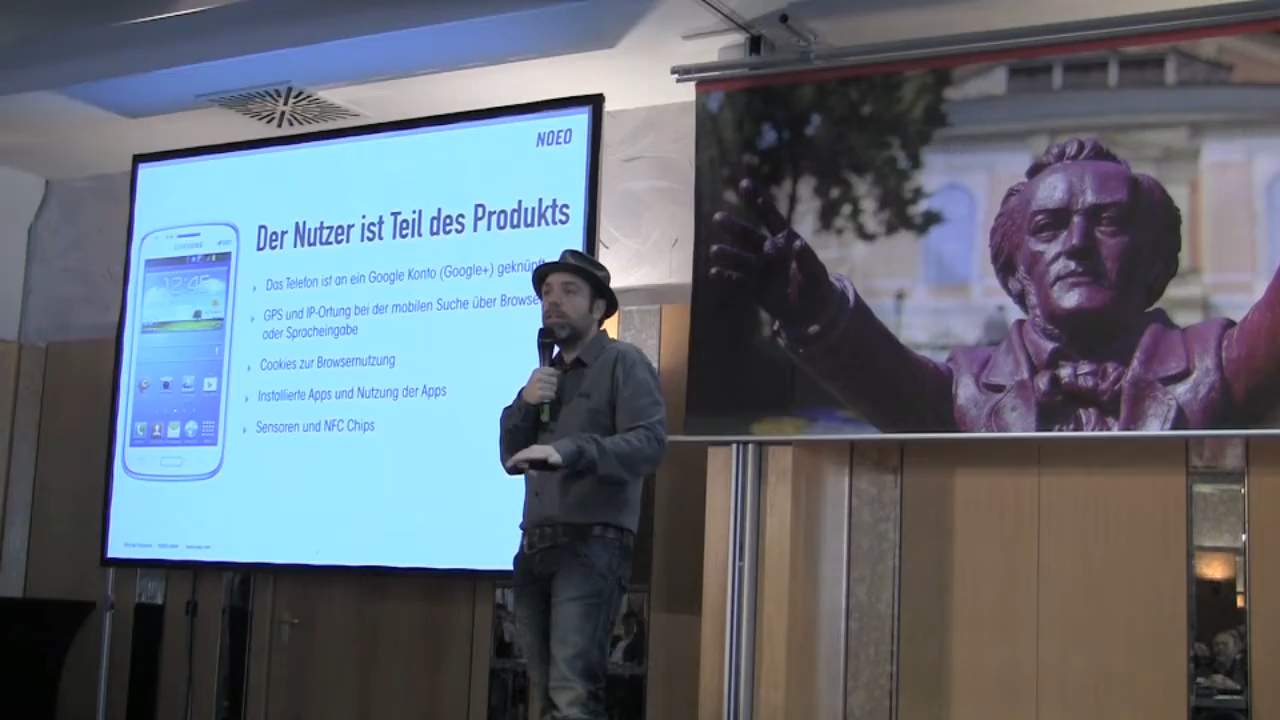 NOEO
Der Nutzer ist Teil des Produkts
Das Telefon ist an ein Google Konto (Google+) geknüpft
GPS und IP-Ortung bei der mobilen Suche über Browse
oder Spracheingabe
Cookies zur Browsernutzung
Installierte Apps und Nutzung der Apps
Sensoren und NFC Chips
SAMSUNG
12:45